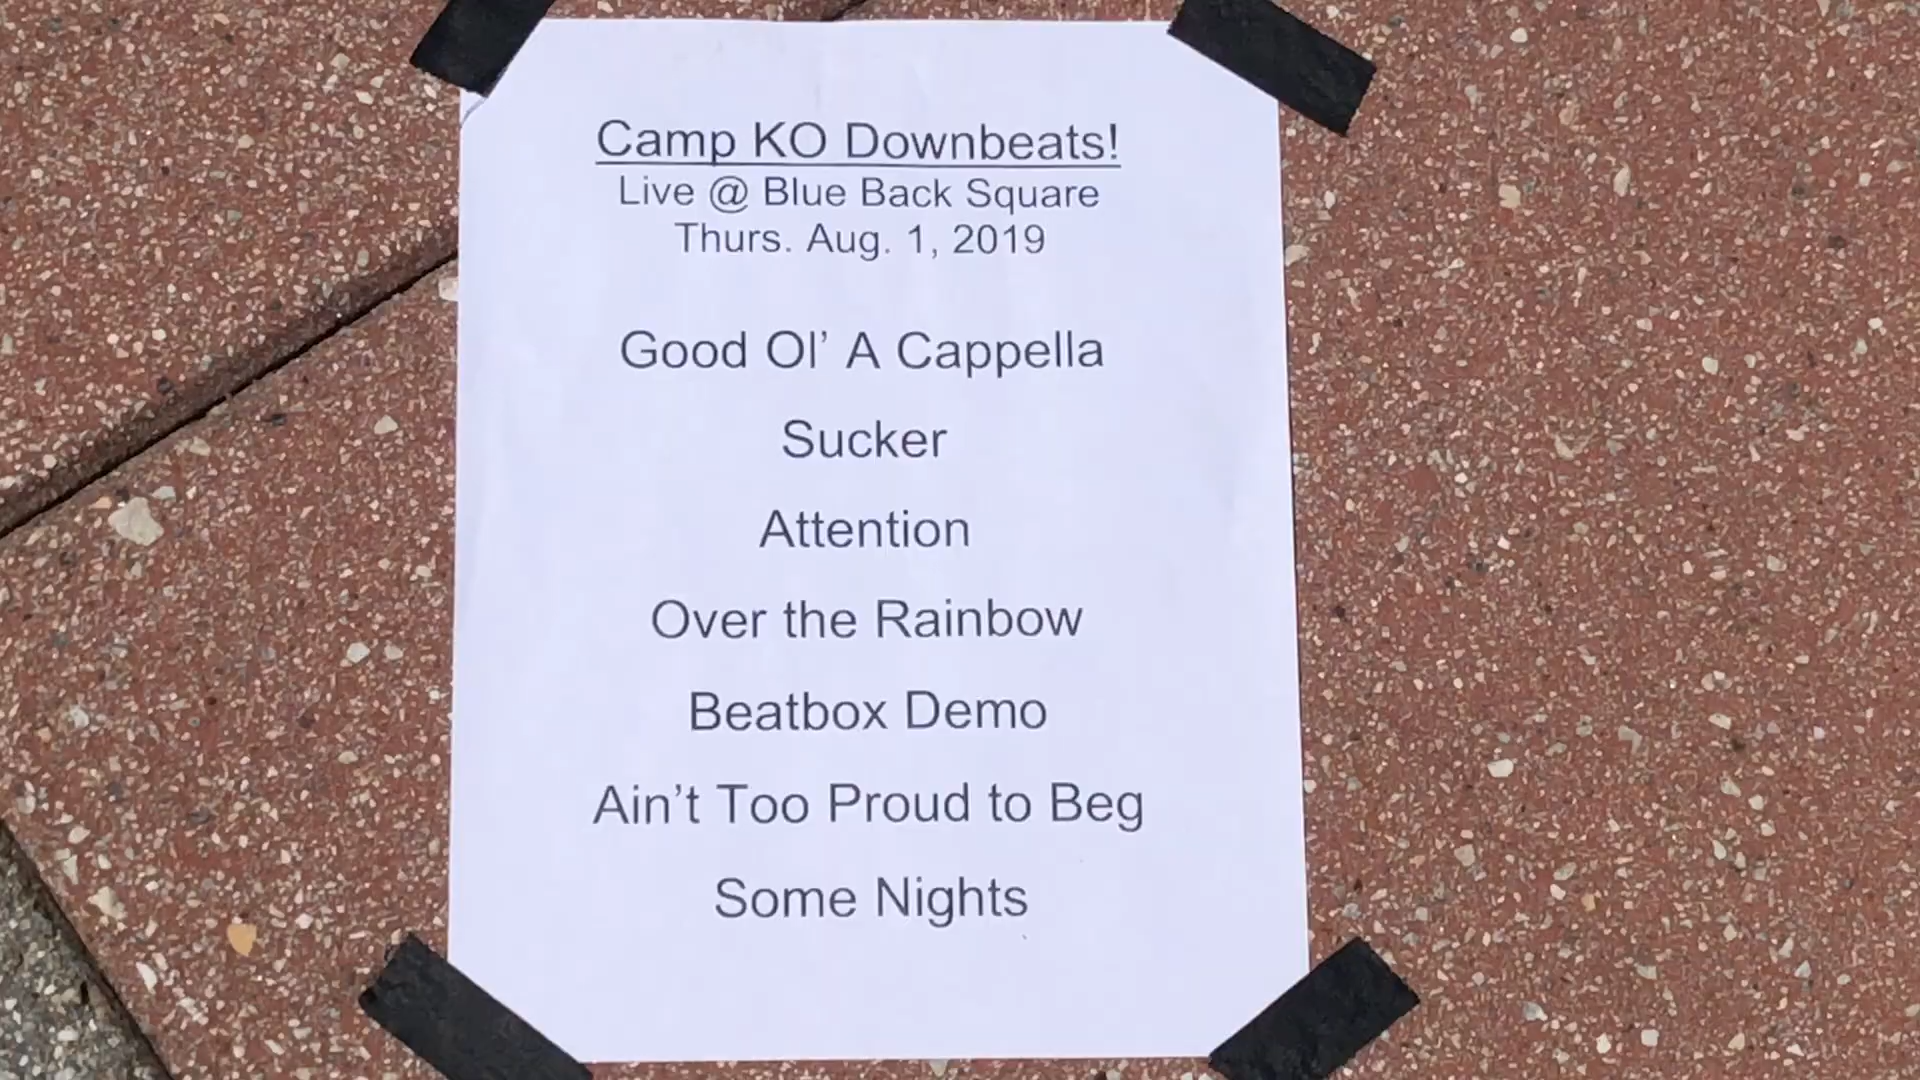 Camp KO Downbeats!
Live @ Blue Back Square
Thurs. Aug. 1, 2019
Good Ol’ A Cappella
Sucker
Attention
Over the Rainbow
Beatbox Demo
Ain’t Too Proud to Beg
Some Nights